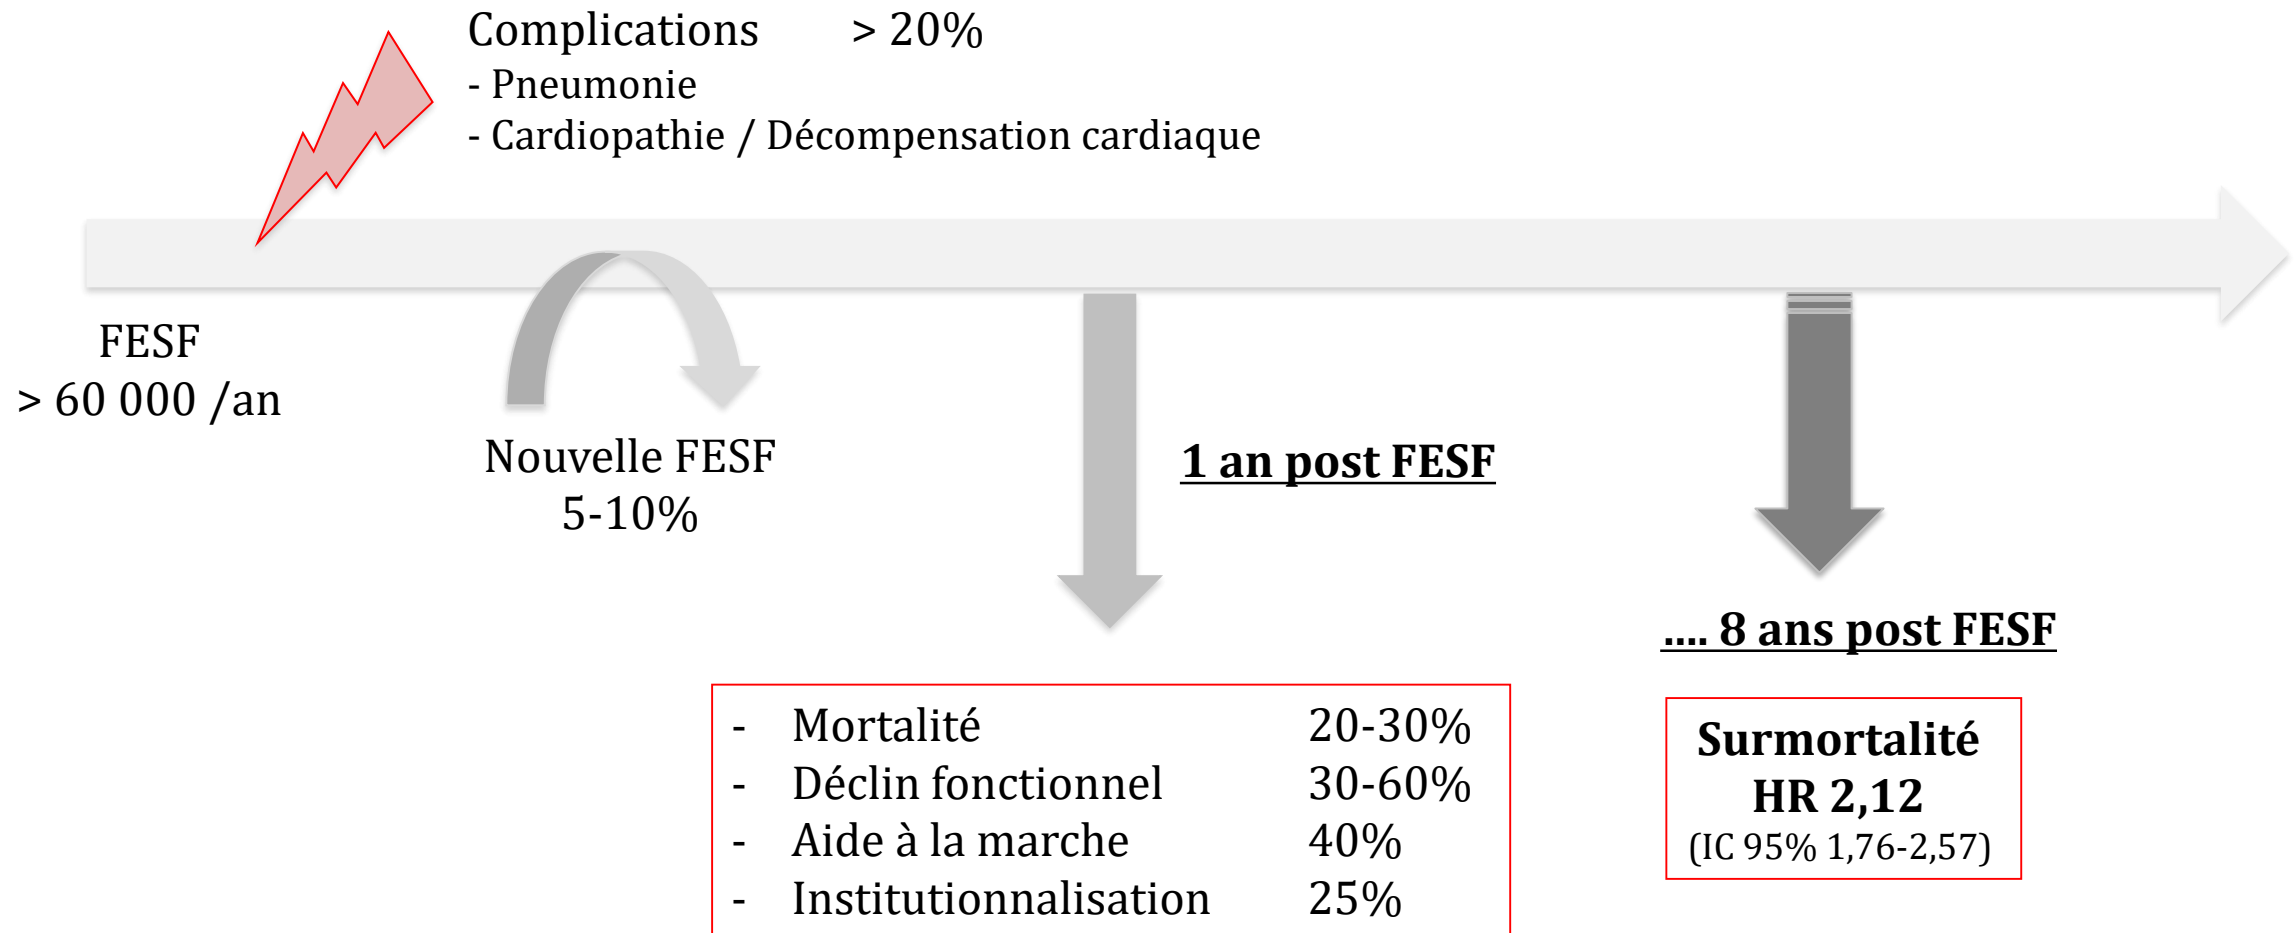 Complications > 20%
- Pneumonie
- Cardiopathie / Décompensation cardiaque
FESF
> 60 000 /an
Nouvelle FESF
5-10%
1 an post FESF
.... 8 ans post FESF
- Mortalité 20-30%
- Déclin fonctionnel 30-60%
- Aide à la marche 40%
- Institutionnalisation 25%
Surmortalité
HR 2,12
(IC 95% 1,76-2,57)